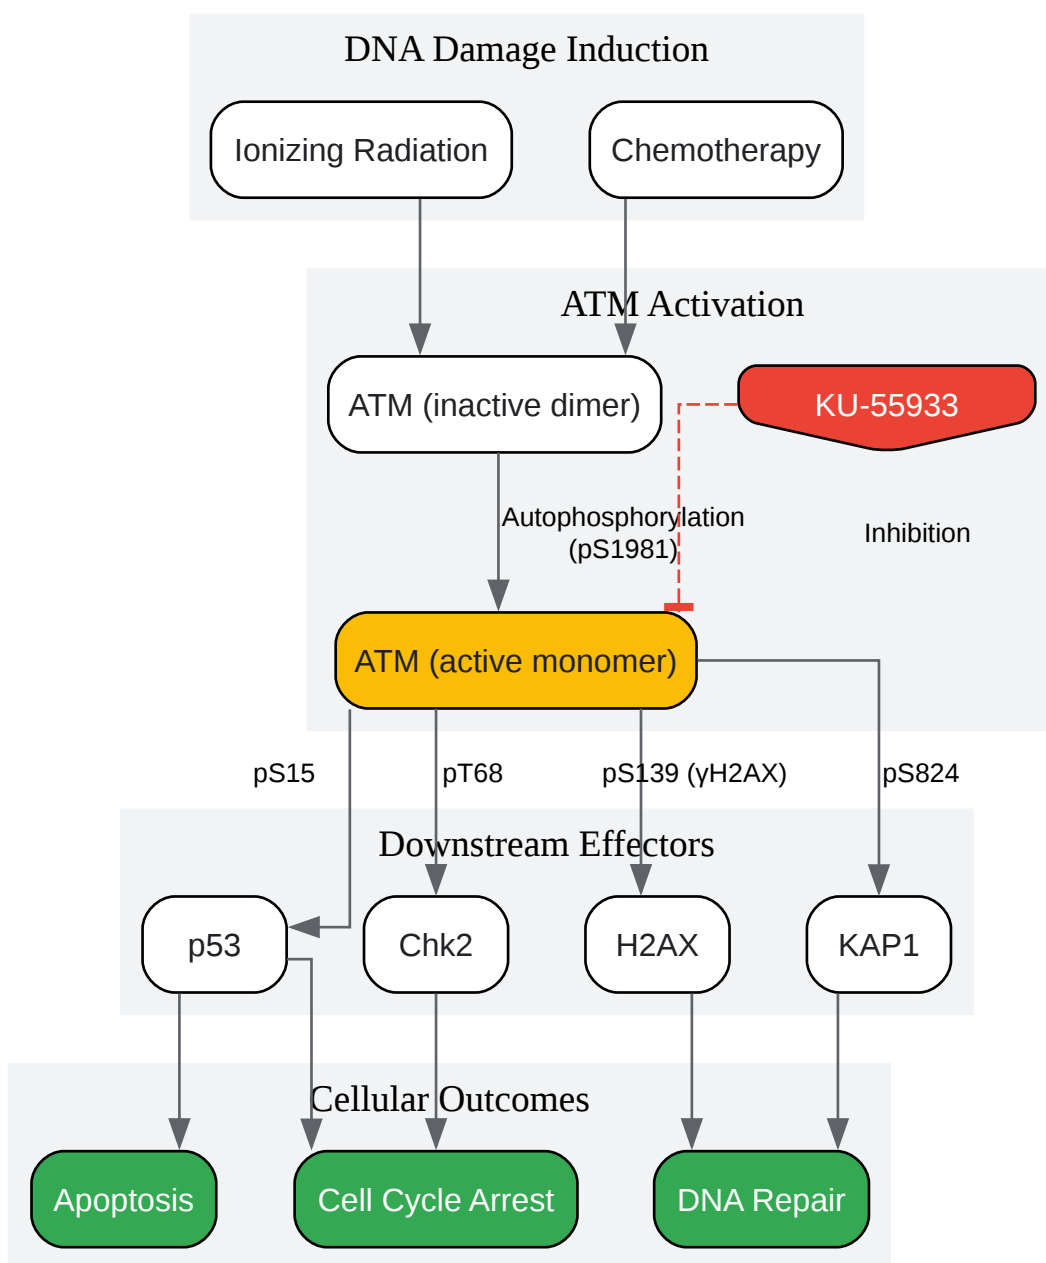 DNA Damage Induction
Ionizing Radiation
Chemotherapy
ATM Activation
ATM (inactive dimer)
KU-55933
Autophosphorylation
(pS1981)
Inhibition
ATM (active monomer)
pS15
pT68
pS139 (γH2AX)
pS824
Downstream Effectors
p53
Chk2
H2AX
KAP1
Cellular Outcomes
Apoptosis
Cell Cycle Arrest
DNA Repair